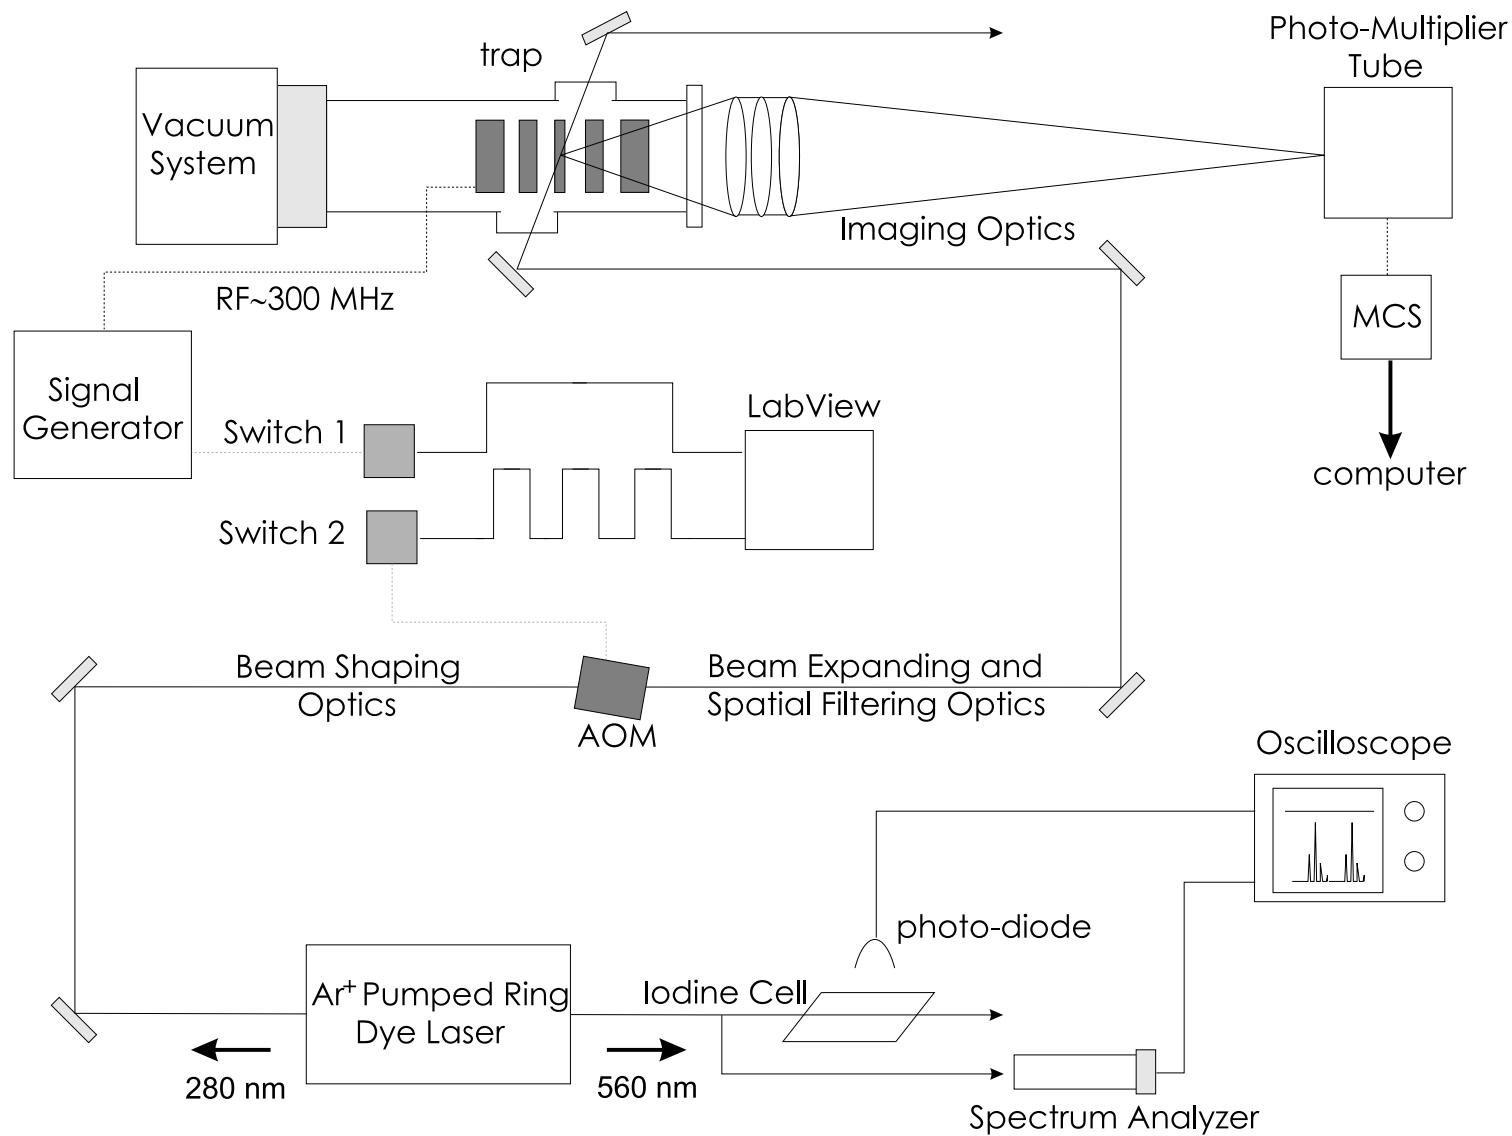 trap
Photo-Multiplier
Tube
Vacuum
System
Imaging Optics
RF~300 MHz
MCS
Signal
Generator
Switch 1
LabView
computer
Switch 2
Beam Shaping
Optics
AOM
Beam Expanding and
Spatial Filtering Optics
Oscilloscope
photo-diode
Iodine Cell
Ar+ Pumped Ring
Dye Laser
280 nm
560 nm
Spectrum Analyzer